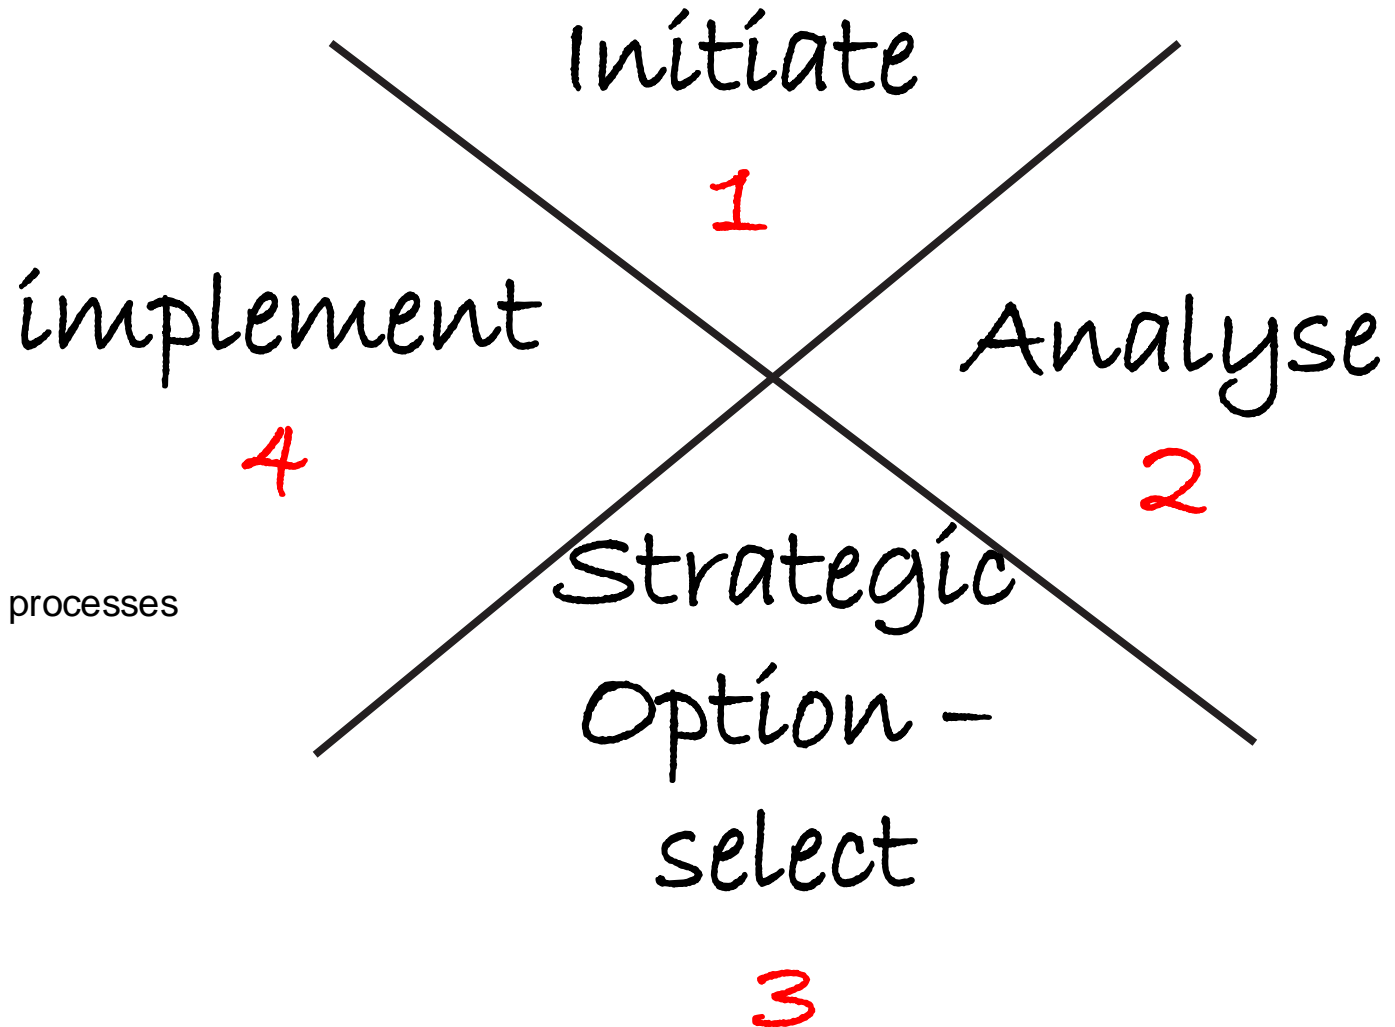 Initiate
1
implement
4
Analyse
2
processes
Strategic
Option –
select
3